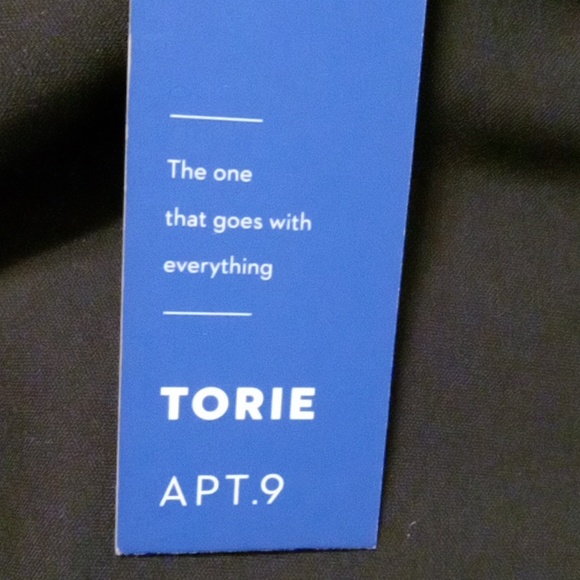 The one
that goes with
everything
TORIE
APT.9